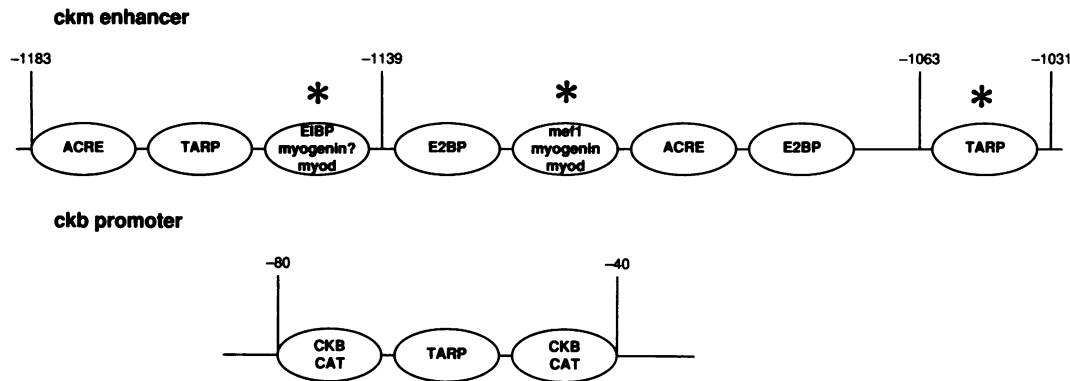 ckm enhancer
-1183 -1139 -1063 -1031
* * *
ACRE TARP EIBP myogenin? myod E2BP mef1 myogenin myod ACRE E2BP TARP
ckb promoter
-80 -40
CKB CAT TARP CKB CAT